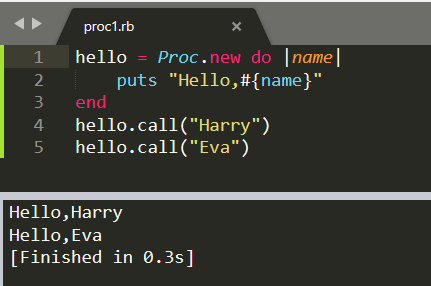 proc1.rb
1 hello = Proc.new do |name|
2     puts "Hello,#{name}"
3 end
4 hello.call("Harry")
5 hello.call("Eva")
Hello,Harry
Hello,Eva
[Finished in 0.3s]